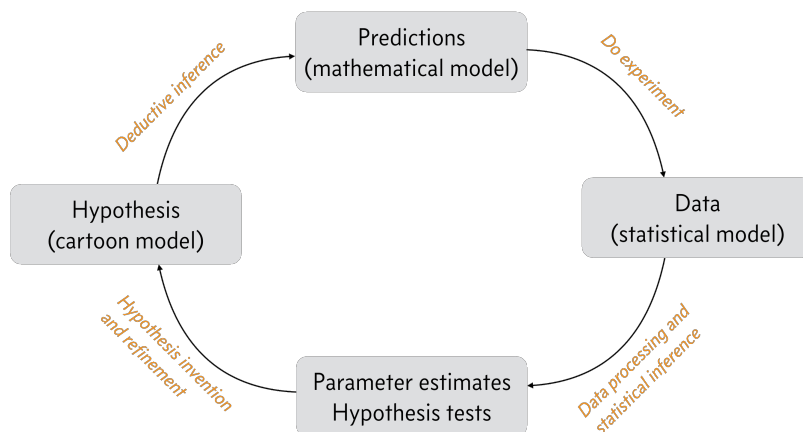 Predictions
(mathematical model)
Deductive inference
Do experiment
Hypothesis
(cartoon model)
Data
(statistical model)
Hypothesis invention
and refinement
Data processing and
statistical inference
Parameter estimates
Hypothesis tests